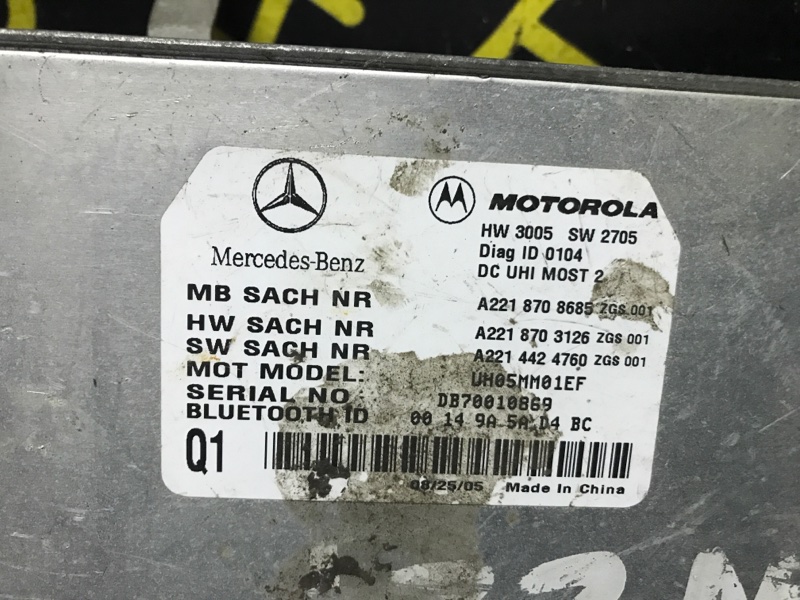 Mercedes-Benz
MOTOROLA
HW 3005 SW 2705
Diag ID 0104
DC UHI MOST 2
MB SACH NR A221 870 8685 ZGS 001
HW SACH NR A221 870 3126 ZGS 001
SW SACH NR A221 442 4760 ZGS 001
MOT MODEL: UH05MM01EF
SERIAL NO DB70010869
BLUETOOTH ID 00 14 9A 5A D4 BC
Q1
08/25/05 Made In China